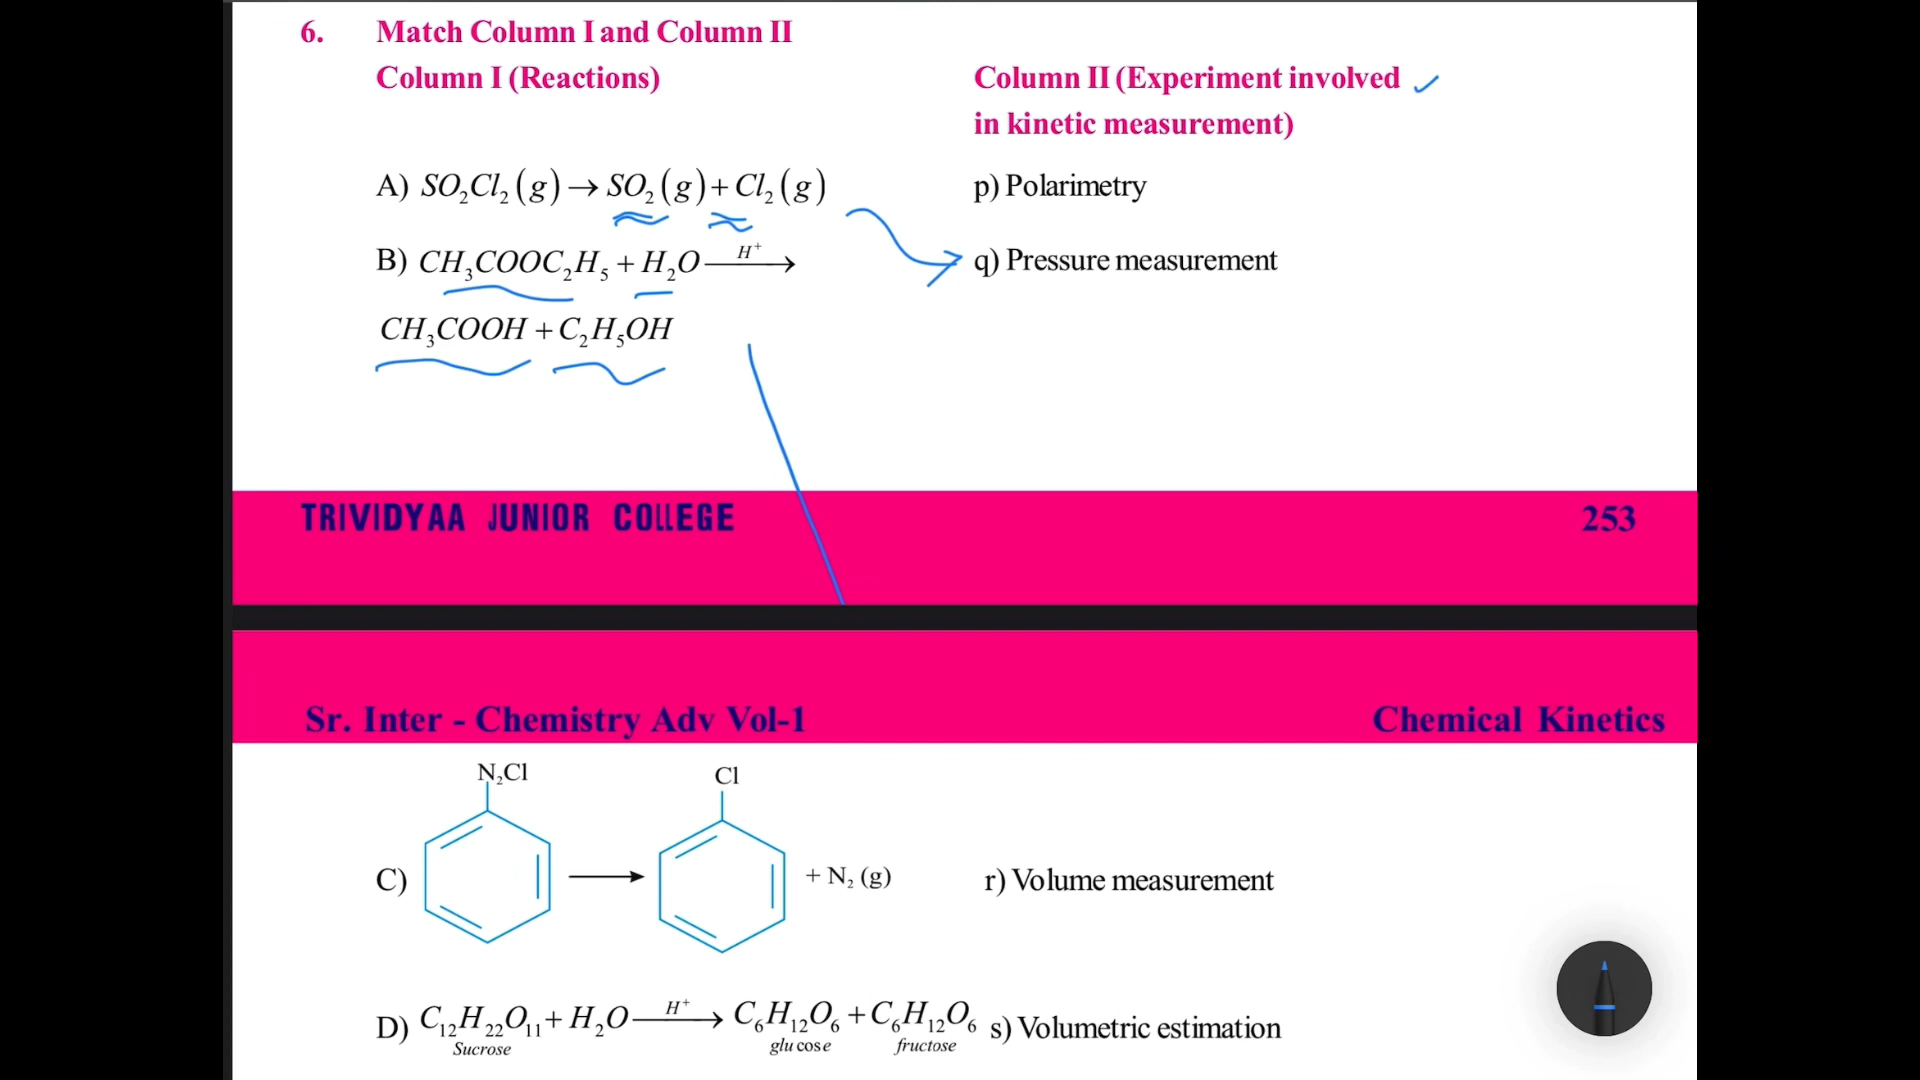 6. Match Column I and Column II
Column I (Reactions) Column II (Experiment involved
in kinetic measurement)
A) SO₂Cl₂(g) → SO₂(g) + Cl₂(g) p) Polarimetry
B) CH₃COOC₂H₅ + H₂O —H⁺→ q) Pressure measurement
CH₃COOH + C₂H₅OH
TRIVIDYAA JUNIOR COLLEGE 253
Sr. Inter - Chemistry Adv Vol-1 Chemical Kinetics
N₂Cl Cl
C) → + N₂ (g) r) Volume measurement
D) C₁₂H₂₂O₁₁ + H₂O —H⁺→ C₆H₁₂O₆ + C₆H₁₂O₆ s) Volumetric estimation
Sucrose glucose fructose